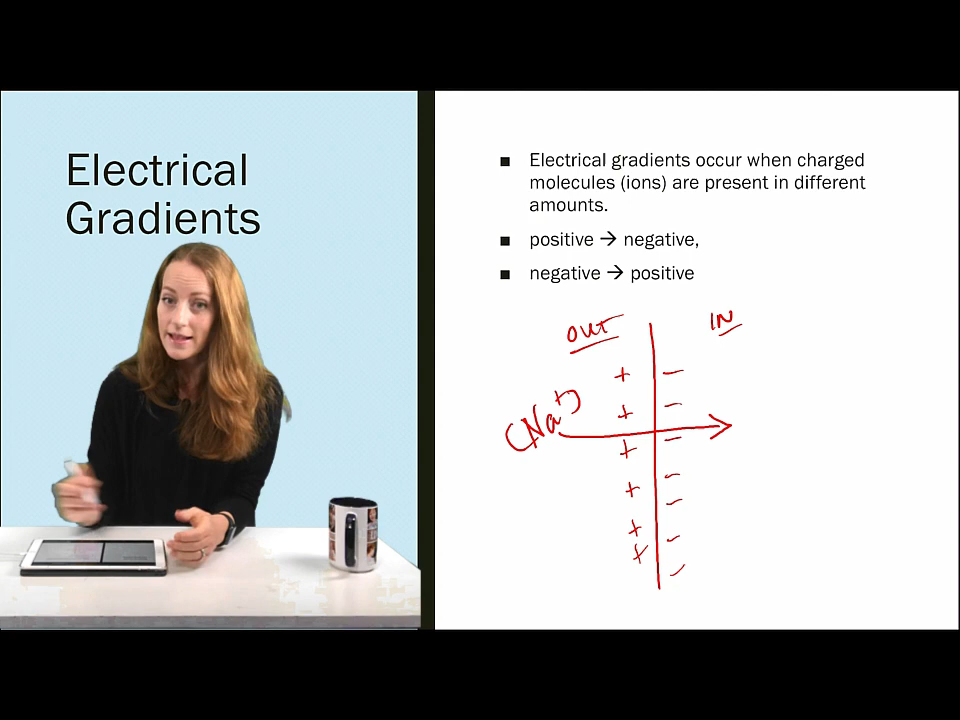 Electrical
Gradients
■ Electrical gradients occur when charged
molecules (ions) are present in different
amounts.
■ positive → negative,
■ negative → positive
OUT
IN
+ −
+ −
(Na+)
+ −
+ −
−
+ −
+ −